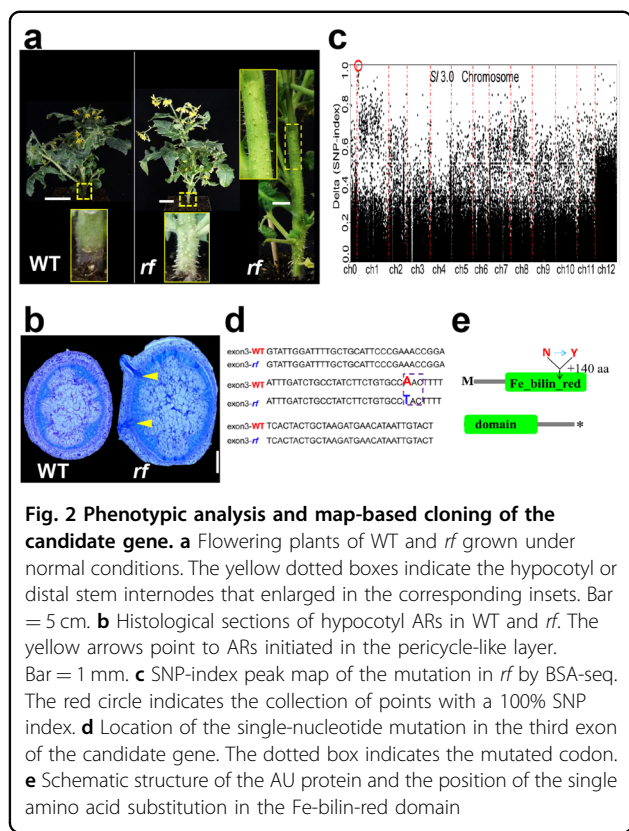 a
WT
rf
rf
c
Sl 3.0 Chromosome
Delta (SNP-index)
1.0
0.8
0.6
0.4
0.2
0.0
ch0 ch1 ch2 ch3 ch4 ch5 ch6 ch7 ch8 ch9 ch10 ch11 ch12
b
WT
rf
d
exon3-WT GTATTGGATTTTGCTGCATTCCCGAAACCGGA
exon3-rf GTATTGGATTTTGCTGCATTCCCGAAACCGGA
exon3-WT ATTTGATCTGCCTATCTTCTGTGCCAACTTTT
exon3-rf ATTTGATCTGCCTATCTTCTGTGCCTACTTTT
exon3-WT TCACTACTGCTAAGATGAACATAATTGTACT
exon3-rf TCACTACTGCTAAGATGAACATAATTGTACT
e
N Y
+140 aa
M Fe_bilin_red
domain *
Fig. 2 Phenotypic analysis and map-based cloning of the
candidate gene. a Flowering plants of WT and rf grown under
normal conditions. The yellow dotted boxes indicate the hypocotyl or
distal stem internodes that enlarged in the corresponding insets. Bar
= 5 cm. b Histological sections of hypocotyl ARs in WT and rf. The
yellow arrows point to ARs initiated in the pericycle-like layer.
Bar = 1 mm. c SNP-index peak map of the mutation in rf by BSA-seq.
The red circle indicates the collection of points with a 100% SNP
index. d Location of the single-nucleotide mutation in the third exon
of the candidate gene. The dotted box indicates the mutated codon.
e Schematic structure of the AU protein and the position of the single
amino acid substitution in the Fe-bilin-red domain